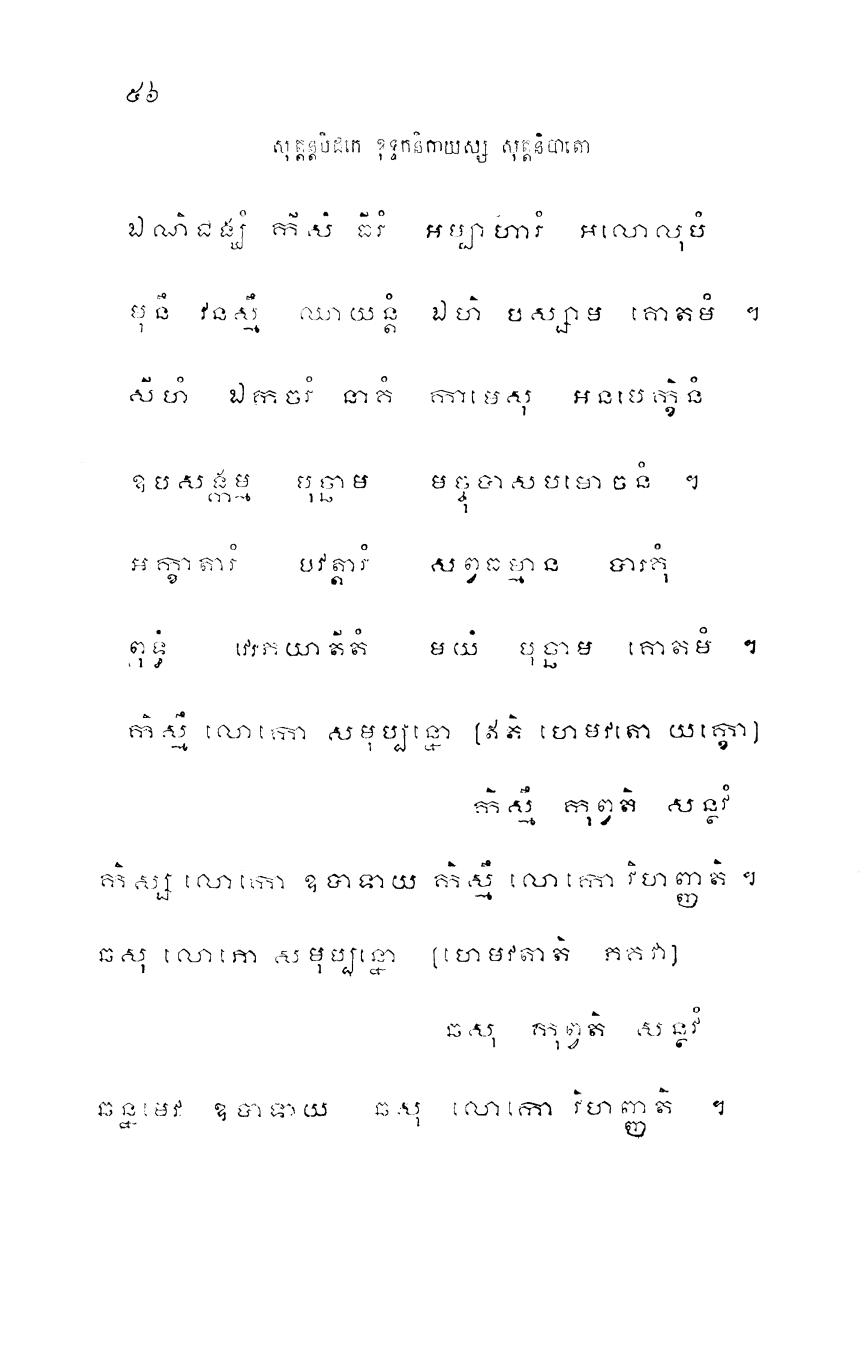 ៥៦
សុត្តន្តបិដកេ ខុទ្ទកនិកាយស្ស សុត្តនិបាតោ
ឯណិជង្ឃំ កីសំ ធីរំ អប្បាហារំ អលោលុបំ
មុនឹ វនស្មឹ ឈាយន្តំ ឯហិ បស្សាម គោតមំ ។
សីហំ ឯកចរំ នាគំ កាមេសុ អនបេក្ខិនំ
ឧបសង្កម្ម បុច្ឆាម មច្ចុបាសបមោចនំ ។
អក្ខាតារំ បវត្តារំ សព្វធម្មាន បារគុំ
ពុទ្ធំ វេរភយាតីតំ មយំ បុច្ឆាម គោតមំ ។
កិស្មឹ លោកោ សមុប្បន្នោ [ឥតិ ហេមវតោ យក្ខោ]
កិស្មឹ កុព្វតិ សន្ថវំ
កិស្ស លោកោ ឧបាទាយ កិស្មឹ លោកោ វិហញ្ញតិ ។
ឆសុ លោកោ សមុប្បន្នោ [ហេមវតាតិ ភគវា]
ឆសុ កុព្វតិ សន្ថវំ
ឆន្នមេវ ឧបាទាយ ឆសុ លោកោ វិហញ្ញតិ ។